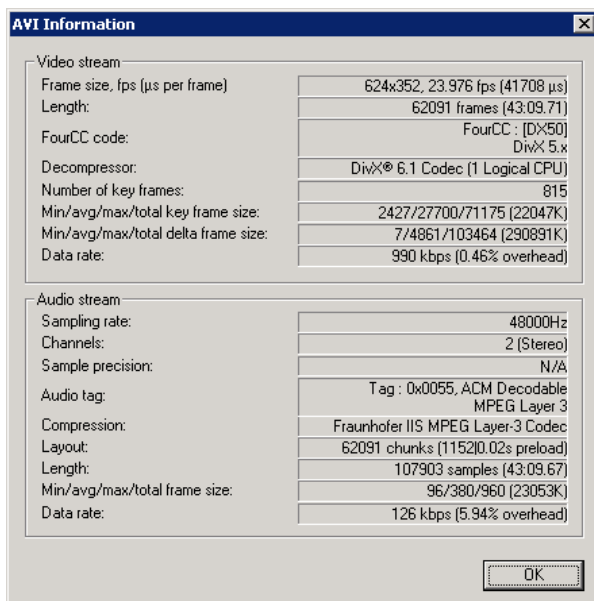 AVI Information
Video stream
Frame size, fps (µs per frame) 624x352, 23.976 fps (41708 µs)
Length: 62091 frames (43:09.71)
FourCC code: FourCC : [DX50]
DivX 5.x
Decompressor: DivX® 6.1 Codec (1 Logical CPU)
Number of key frames: 815
Min/avg/max/total key frame size: 2427/27700/71175 (22047K)
Min/avg/max/total delta frame size: 7/4861/103464 (290891K)
Data rate: 990 kbps (0.46% overhead)
Audio stream
Sampling rate: 48000Hz
Channels: 2 (Stereo)
Sample precision: N/A
Audio tag: Tag : 0x0055, ACM Decodable
MPEG Layer 3
Compression: Fraunhofer IIS MPEG Layer-3 Codec
Layout: 62091 chunks (1152|0.02s preload)
Length: 107903 samples (43:09.67)
Min/avg/max/total frame size: 96/380/960 (23053K)
Data rate: 126 kbps (5.94% overhead)
OK